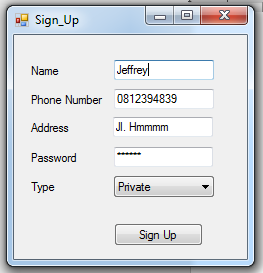 Sign_Up
Name Jeffrey
Phone Number 0812394839
Address Jl. Hmmmm
Password ******
Type Private
Sign Up